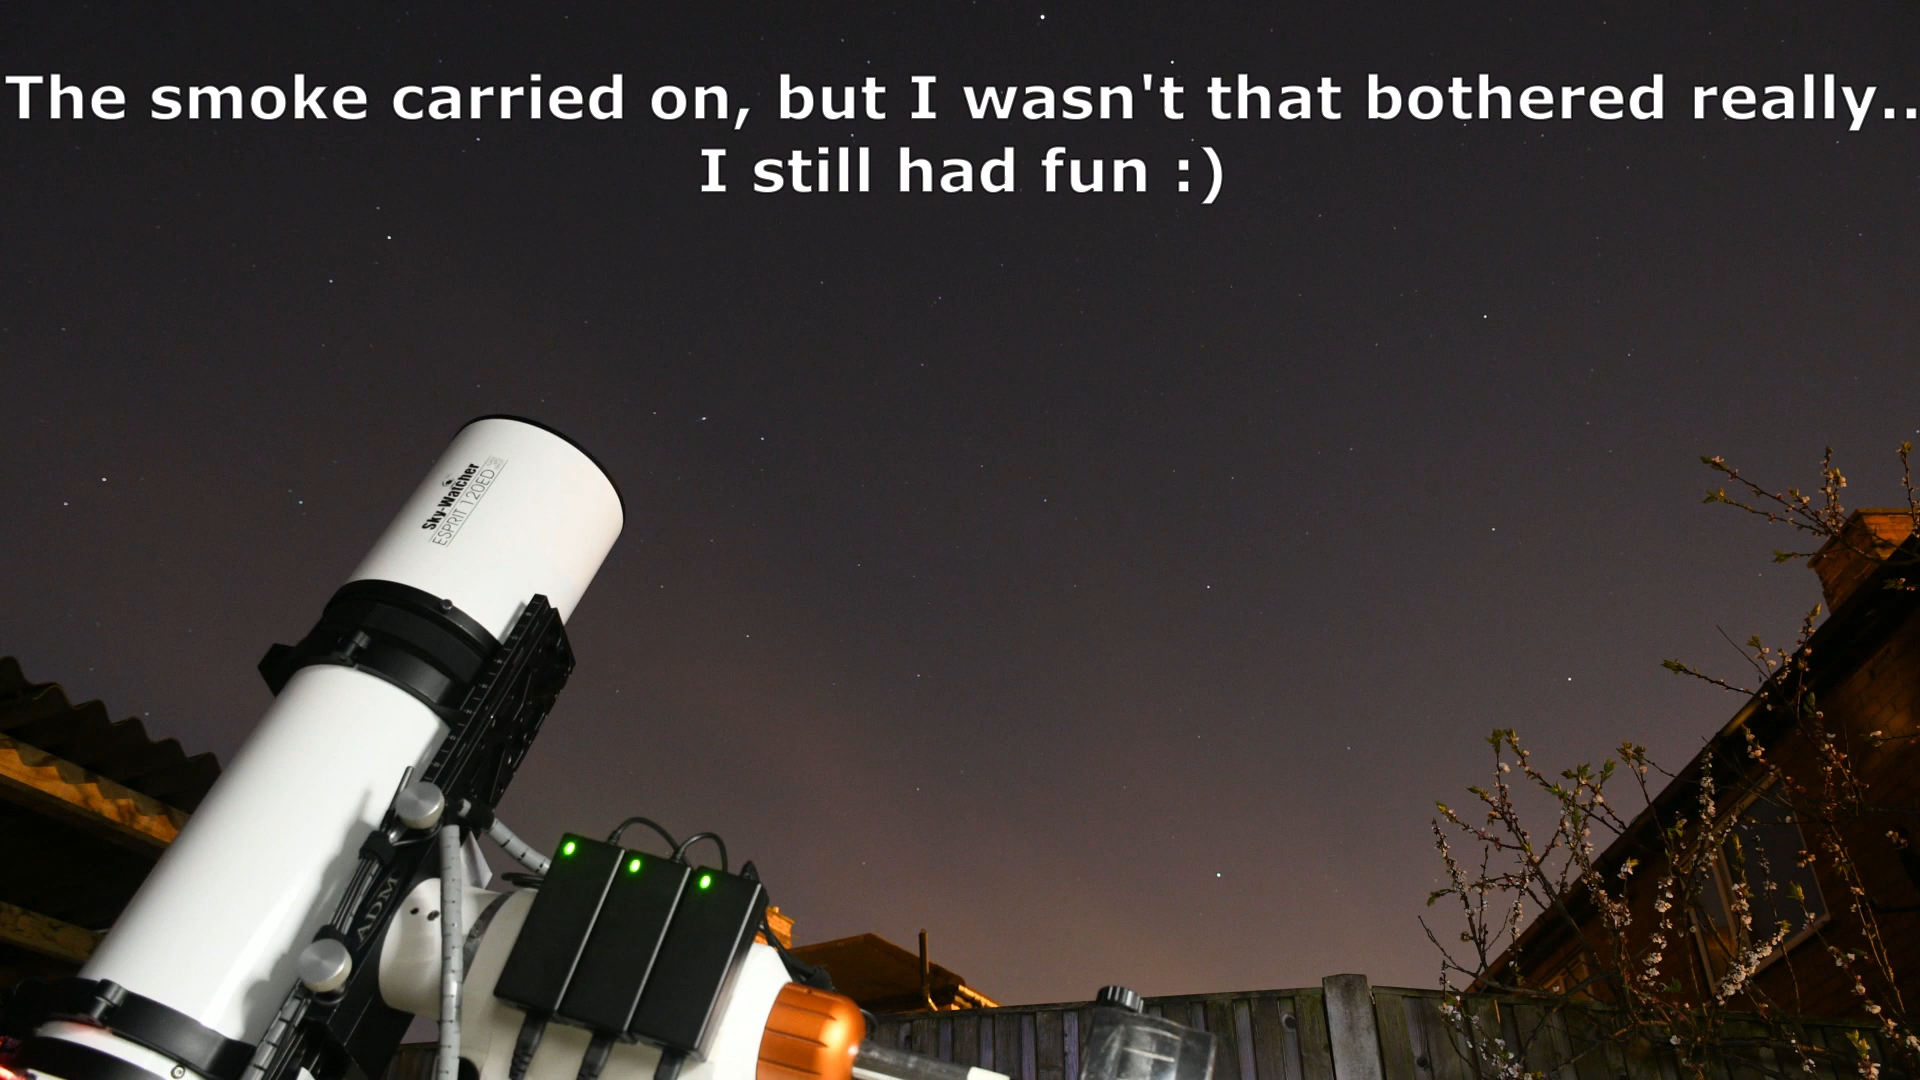 The smoke carried on, but I wasn't that bothered really..
I still had fun :)
Sky-Watcher
ESPRIT 120ED
ADM